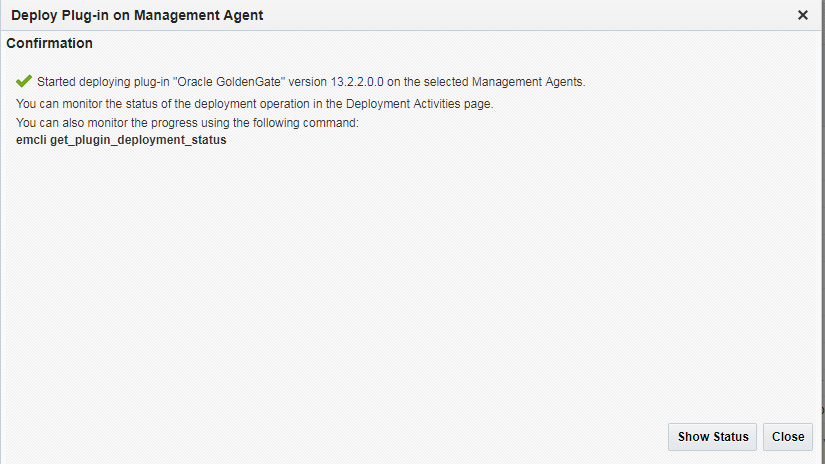 Deploy Plug-in on Management Agent
Confirmation
Started deploying plug-in "Oracle GoldenGate" version 13.2.2.0.0 on the selected Management Agents.
You can monitor the status of the deployment operation in the Deployment Activities page.
You can also monitor the progress using the following command:
emcli get_plugin_deployment_status
Show Status
Close